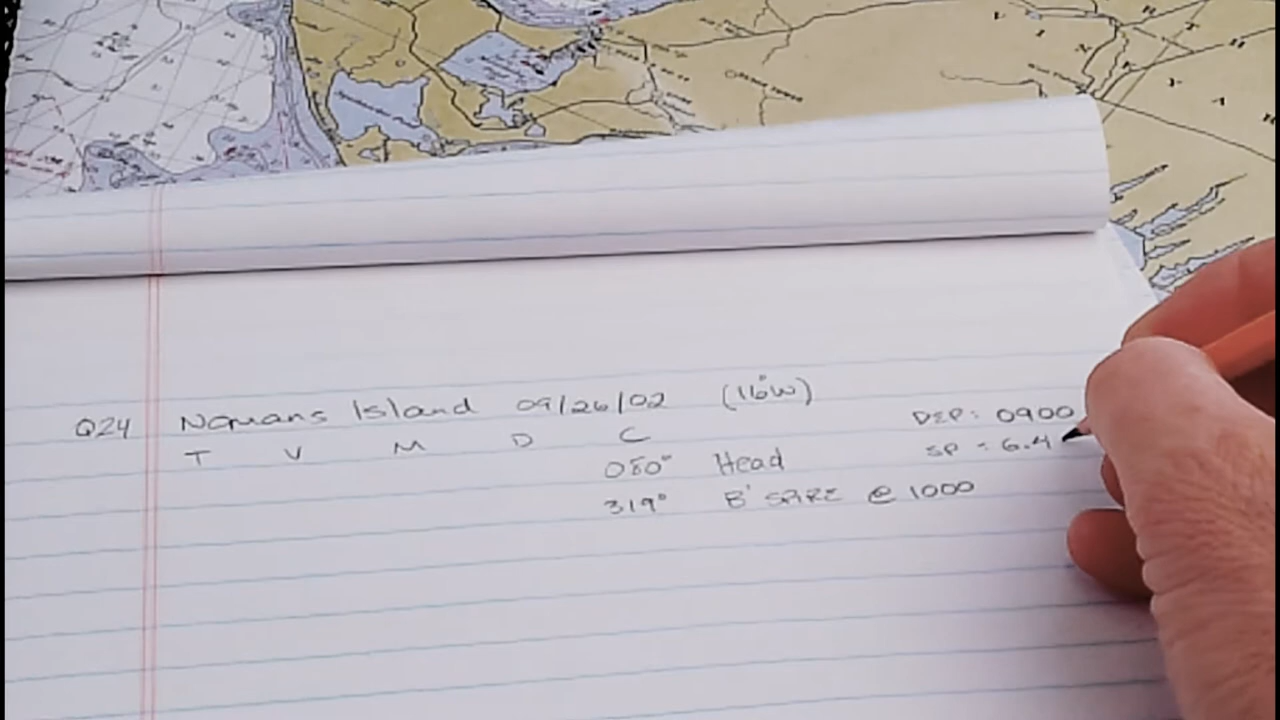 Q24 Nomans Island 09/26/02 (16°W)
T V M D C DEP: 0900
080° Head SP = 6.4
319° B' SPIRE @ 1000